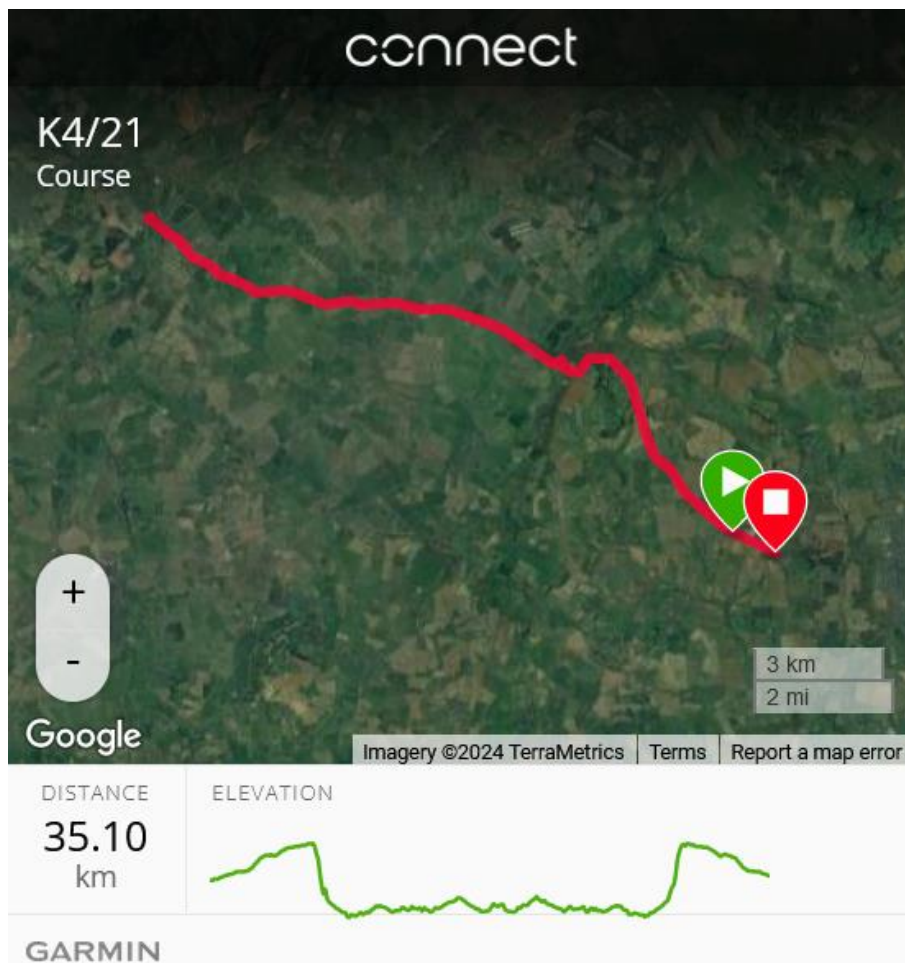 connect
K4/21
Course
+
-
3 km
2 mi
Google
Imagery ©2024 TerraMetrics Terms Report a map error
DISTANCE
35.10
km
ELEVATION
GARMIN